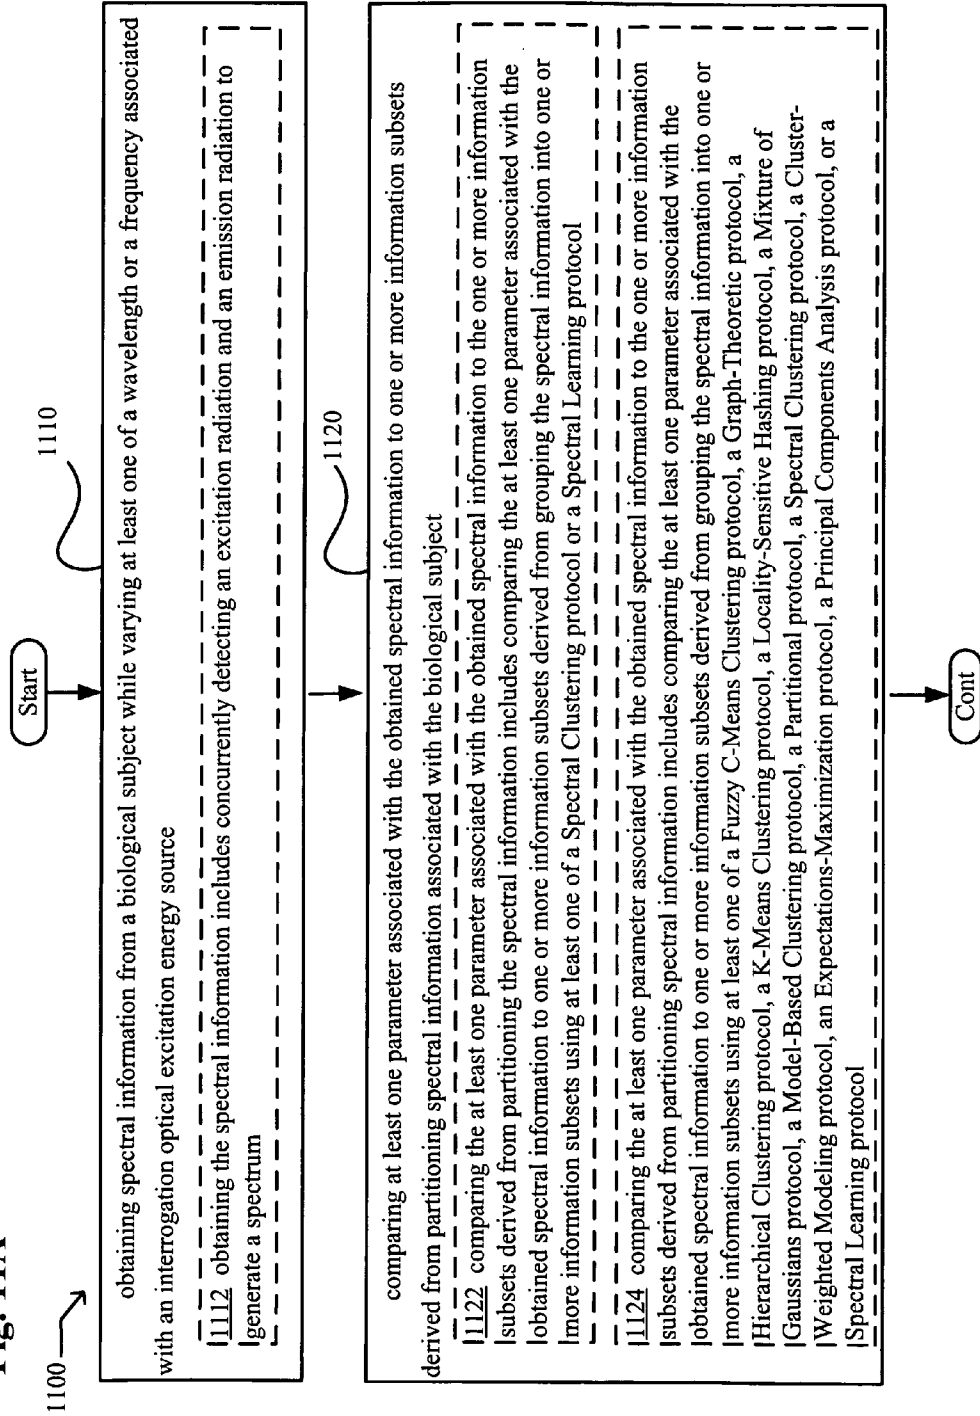 Fig. 11A
1100
Start
1110
obtaining spectral information from a biological subject while varying at least one of a wavelength or a frequency associated
with an interrogation optical excitation energy source
1112 obtaining the spectral information includes concurrently detecting an excitation radiation and an emission radiation to
generate a spectrum
1120
comparing at least one parameter associated with the obtained spectral information to one or more information subsets
derived from partitioning spectral information associated with the biological subject
1122 comparing the at least one parameter associated with the obtained spectral information to the one or more information
subsets derived from partitioning the spectral information includes comparing the at least one parameter associated with the
obtained spectral information to one or more information subsets derived from grouping the spectral information into one or
more information subsets using at least one of a Spectral Clustering protocol or a Spectral Learning protocol
1124 comparing the at least one parameter associated with the obtained spectral information to the one or more information
subsets derived from partitioning spectral information includes comparing the at least one parameter associated with the
obtained spectral information to one or more information subsets derived from grouping the spectral information into one or
more information subsets using at least one of a Fuzzy C-Means Clustering protocol, a Graph-Theoretic protocol, a
Hierarchical Clustering protocol, a K-Means Clustering protocol, a Locality-Sensitive Hashing protocol, a Mixture of
Gaussians protocol, a Model-Based Clustering protocol, a Partitional protocol, a Spectral Clustering protocol, a Cluster-
Weighted Modeling protocol, an Expectations-Maximization protocol, a Principal Components Analysis protocol, or a
Spectral Learning protocol
Cont